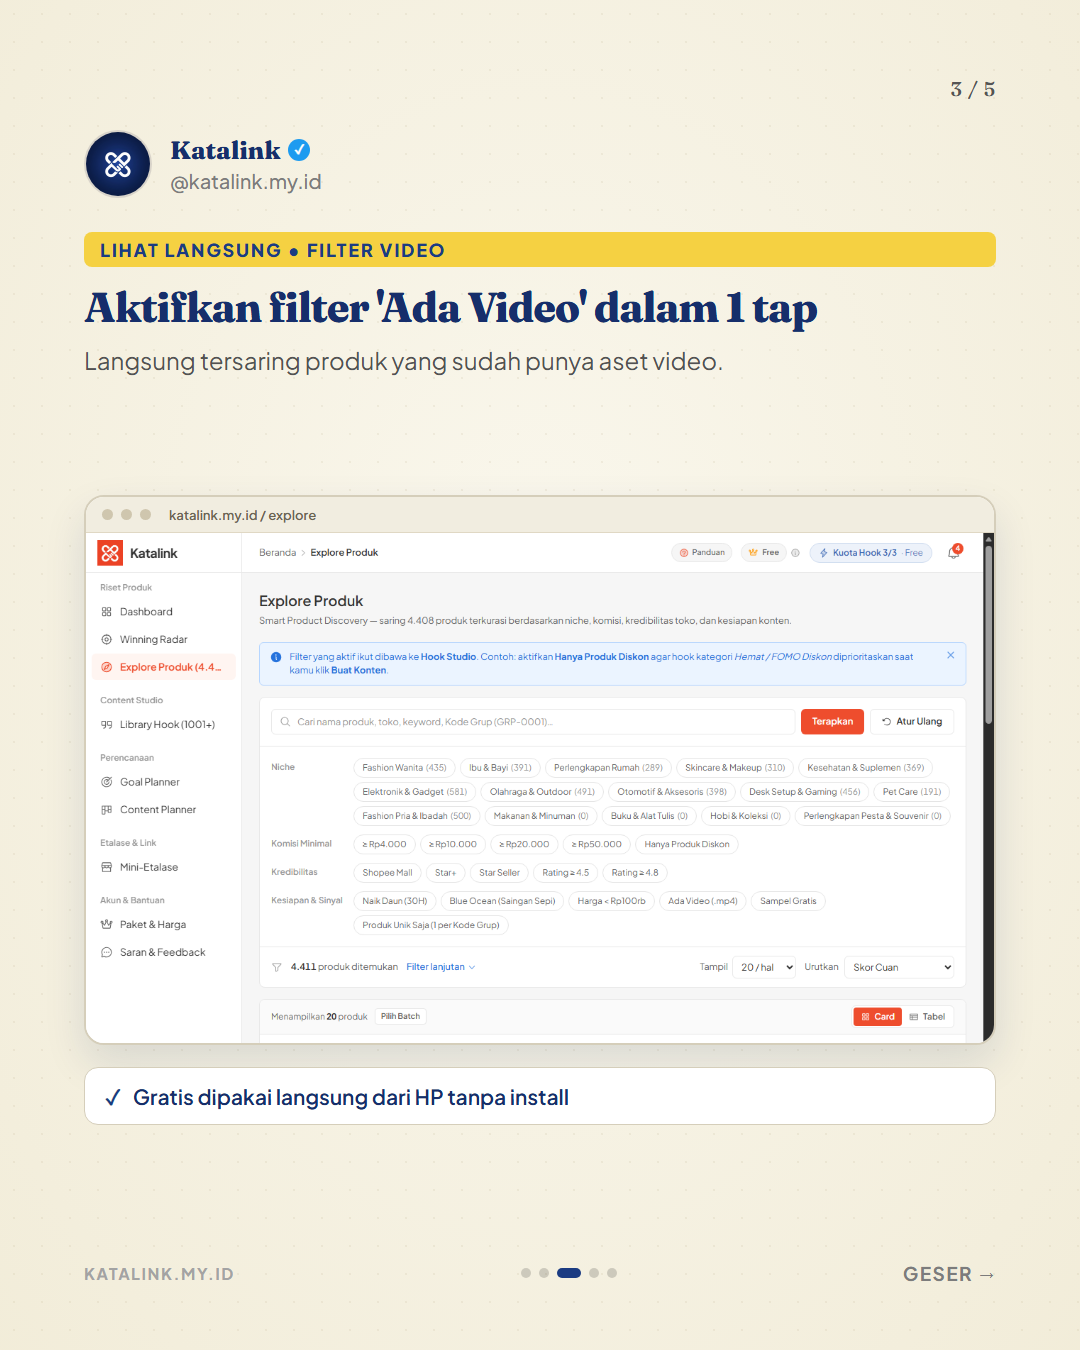 3 / 5
Katalink
@katalink.my.id
LIHAT LANGSUNG ● FILTER VIDEO
Aktifkan filter 'Ada Video' dalam 1 tap
Langsung tersaring produk yang sudah punya aset video.
katalink.my.id / explore
Katalink
Beranda > Explore Produk
Panduan
Free
Kuota Hook 3/3 · Free
4
Riset Produk
Dashboard
Winning Radar
Explore Produk (4.4...
Content Studio
Library Hook (1001+)
Perencanaan
Goal Planner
Content Planner
Etalase & Link
Mini-Etalase
Akun & Bantuan
Paket & Harga
Saran & Feedback
Explore Produk
Smart Product Discovery — saring 4.408 produk terkurasi berdasarkan niche, komisi, kredibilitas toko, dan kesiapan konten.
Filter yang aktif ikut dibawa ke Hook Studio. Contoh: aktifkan Hanya Produk Diskon agar hook kategori Hemat / FOMO Diskon diprioritaskan saat
kamu klik Buat Konten.
Cari nama produk, toko, keyword, Kode Grup (GRP-0001)...
Terapkan
Atur Ulang
Niche
Fashion Wanita (435) Ibu & Bayi (391) Perlengkapan Rumah (289) Skincare & Makeup (310) Kesehatan & Suplemen (369)
Elektronik & Gadget (581) Olahraga & Outdoor (491) Otomotif & Aksesoris (398) Desk Setup & Gaming (456) Pet Care (191)
Fashion Pria & Ibadah (500) Makanan & Minuman (0) Buku & Alat Tulis (0) Hobi & Koleksi (0) Perlengkapan Pesta & Souvenir (0)
Komisi Minimal ≥ Rp4.000 ≥ Rp10.000 ≥ Rp20.000 ≥ Rp50.000 Hanya Produk Diskon
Kredibilitas Shopee Mall Star+ Star Seller Rating ≥ 4.5 Rating ≥ 4.8
Kesiapan & Sinyal Naik Daun (30H) Blue Ocean (Saingan Sepi) Harga < Rp100rb Ada Video (.mp4) Sampel Gratis
Produk Unik Saja (1 per Kode Grup)
4.411 produk ditemukan Filter lanjutan
Tampil 20 / hal Urutkan Skor Cuan
Menampilkan 20 produk Pilih Batch
Card Tabel
✓ Gratis dipakai langsung dari HP tanpa install
KATALINK.MY.ID
GESER →